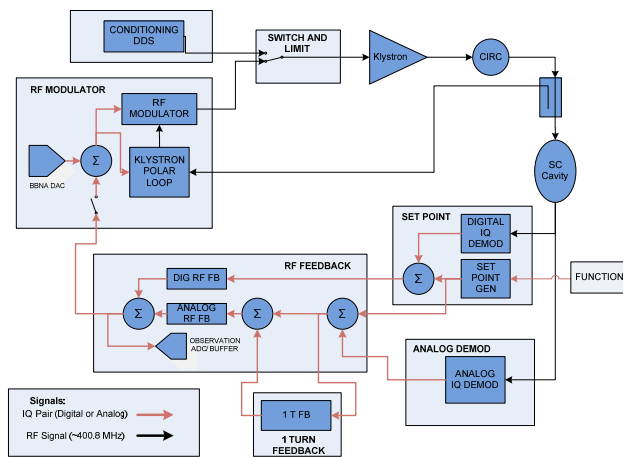 CONDITIONING
DDS
SWITCH AND
LIMIT
Klystron
CIRC
RF MODULATOR
RF
MODULATOR
Σ
KLYSTRON
POLAR
LOOP
BBNA DAC
SC
Cavity
SET POINT
DIGITAL
IQ
DEMOD
SET
POINT
GEN
Σ
FUNCTION
RF FEEDBACK
DIG RF FB
ANALOG
RF FB
Σ
Σ
Σ
OBSERVATION
ADC/ BUFFER
ANALOG DEMOD
ANALOG
IQ DEMOD
1 T FB
1 TURN
FEEDBACK
Signals:
IQ Pair (Digital or Analog)
RF Signal (~400.8 MHz)